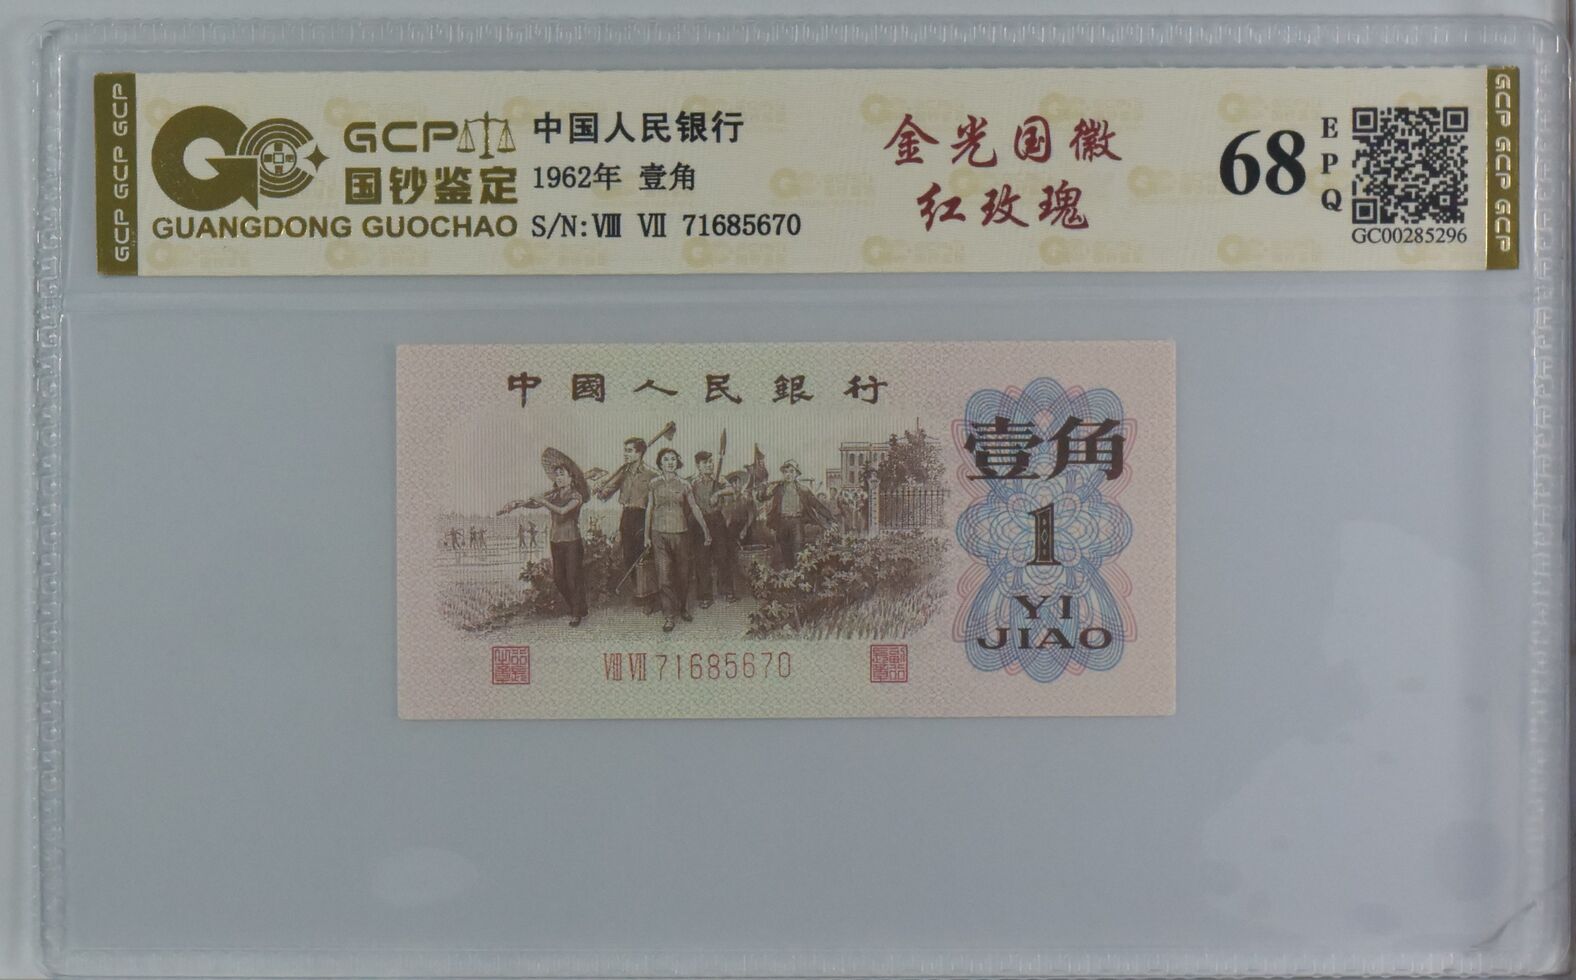 GCP
国钞鉴定
GUANGDONG GUOCHAO
中国人民银行
1962年 壹角
S/N:Ⅷ Ⅶ 71685670
金光国徽
红玫瑰
68
EPQ
GC00285296
GCP GCP GCP
GCP GCP GCP
中國人民銀行
壹角
1
YI
JIAO
Ⅷ Ⅶ 71685670